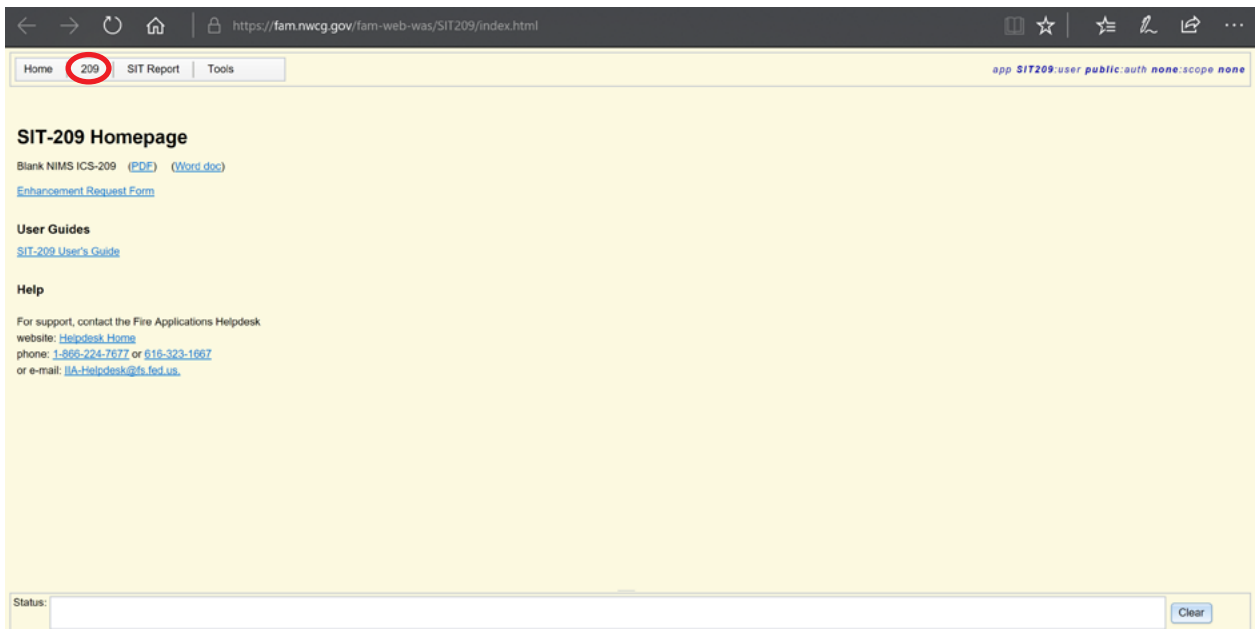 https://fam.nwcg.gov/fam-web-was/SIT209/index.html
Home 209 SIT Report Tools app SIT209:user public:auth none:scope none
SIT-209 Homepage
Blank NIMS ICS-209 (PDF) (Word doc)
Enhancement Request Form
User Guides
SIT-209 User's Guide
Help
For support, contact the Fire Applications Helpdesk
website: Helpdesk Home
phone: 1-866-224-7677 or 616-323-1667
or e-mail: IIA-Helpdesk@fs.fed.us.
Status: Clear